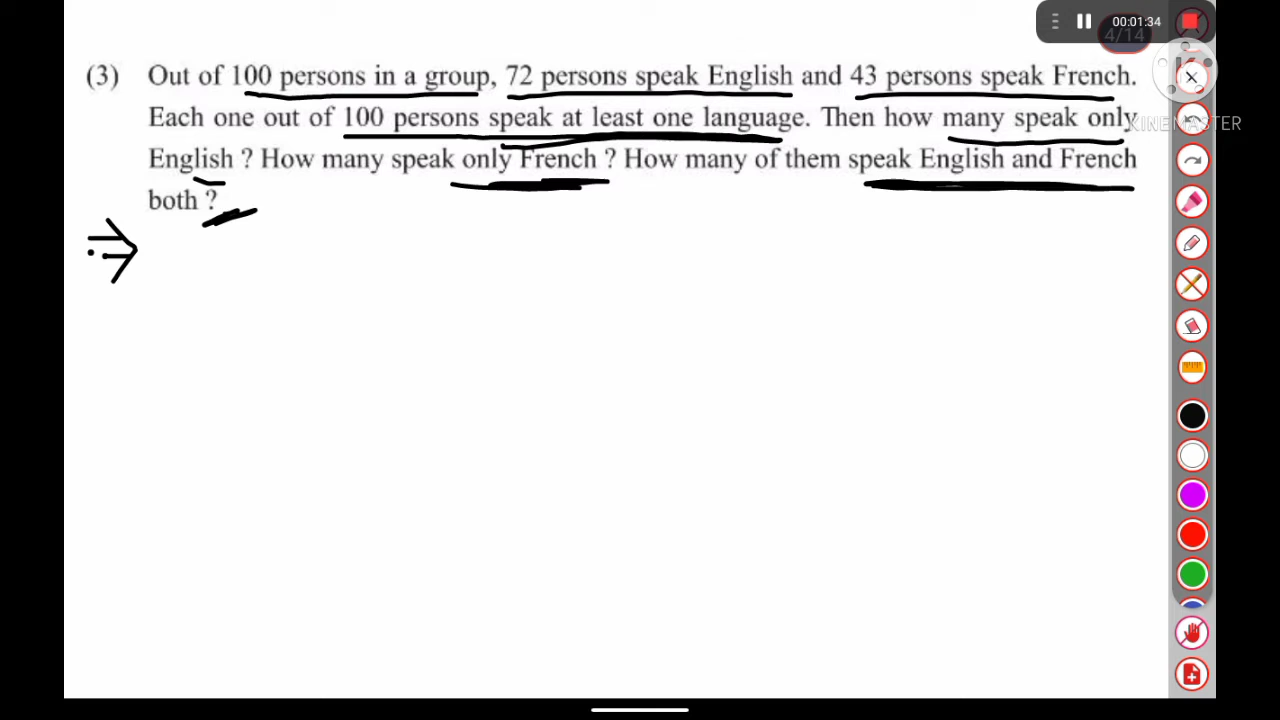 00:01:34
4/14
(3) Out of 100 persons in a group, 72 persons speak English and 43 persons speak French.
Each one out of 100 persons speak at least one language. Then how many speak only
KINEMASTER
English ? How many speak only French ? How many of them speak English and French
both ?